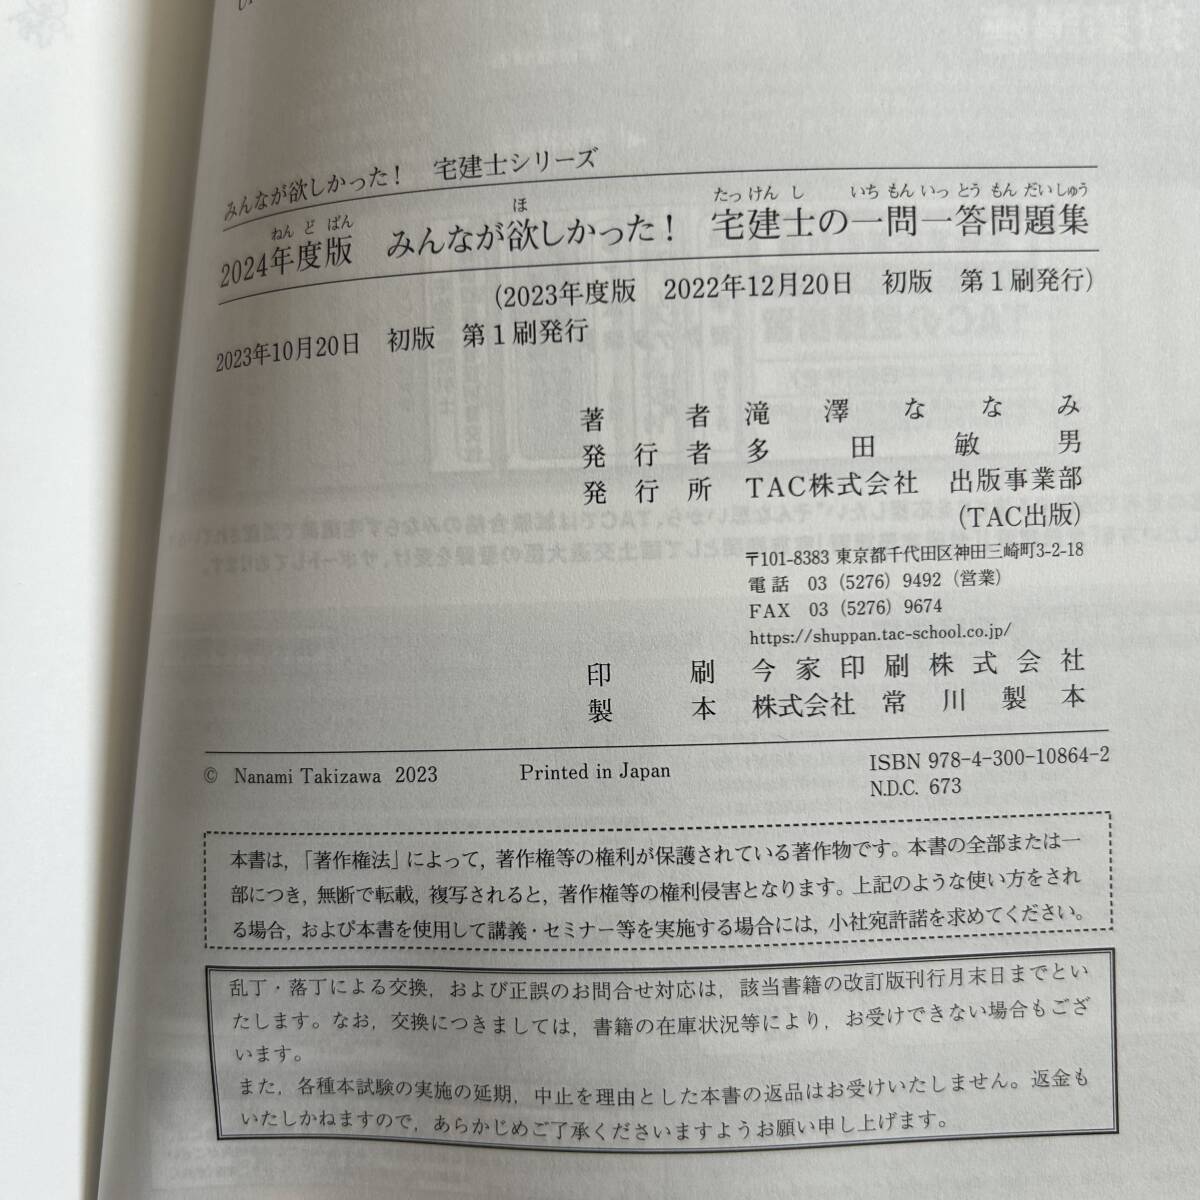 みんなが欲しかった！　宅建士シリーズ
ねんどばん　ほ　たっけんし　いちもんいっとうもんだいしゅう
2024年度版　みんなが欲しかった！　宅建士の一問一答問題集
(2023年度版　2022年12月20日　初版　第1刷発行)
2023年10月20日　初版　第1刷発行
著者　滝澤ななみ
発行者　多田敏男
発行所　TAC株式会社　出版事業部
(TAC出版)
〒101-8383 東京都千代田区神田三崎町3-2-18
電話　03 (5276) 9492 (営業)
FAX　03 (5276) 9674
https://shuppan.tac-school.co.jp/
印刷　今家印刷株式会社
製本　株式会社 常川製本
© Nanami Takizawa 2023　Printed in Japan　ISBN 978-4-300-10864-2
N.D.C. 673
本書は，「著作権法」によって，著作権等の権利が保護されている著作物です。本書の全部または一
部につき，無断で転載，複写されると，著作権等の権利侵害となります。上記のような使い方をされ
る場合，および本書を使用して講義・セミナー等を実施する場合には，小社宛許諾を求めてください。
乱丁・落丁による交換，および正誤のお問合せ対応は，該当書籍の改訂版刊行月末日までとい
たします。なお，交換につきましては，書籍の在庫状況等により，お受けできない場合もござ
います。
また，各種本試験の実施の延期，中止を理由とした本書の返品はお受けいたしません。返金も
いたしかねますので，あらかじめご了承くださいますようお願い申し上げます。